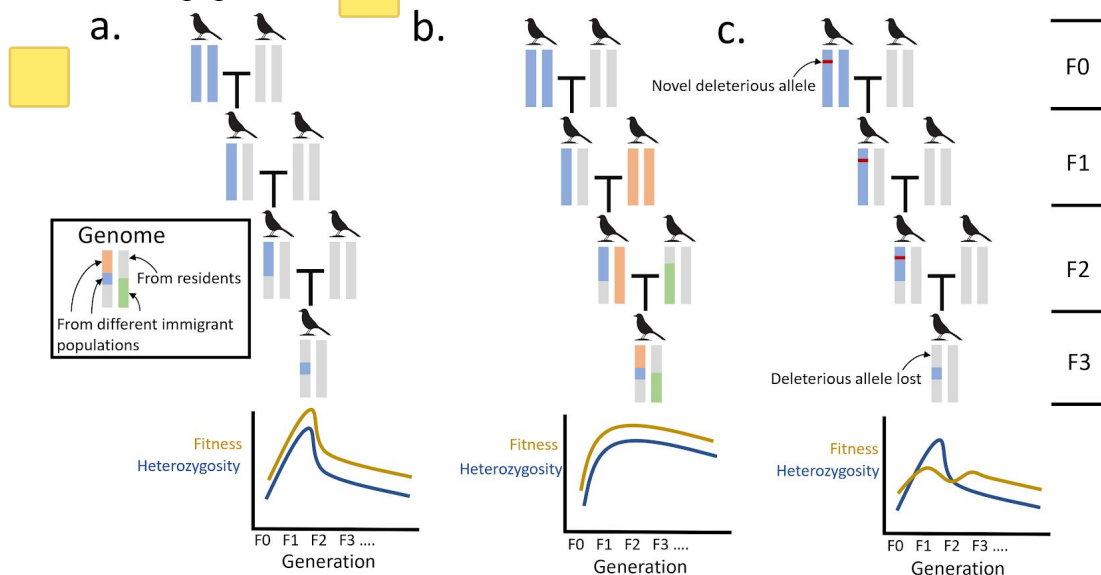 a.
b.
c.
Novel deleterious allele
F0
F1
Genome
From residents
From different immigrant
populations
F2
Deleterious allele lost
F3
Fitness
Heterozygosity
F0 F1 F2 F3 ....
Generation
Fitness
Heterozygosity
F0 F1 F2 F3 ....
Generation
Fitness
Heterozygosity
F0 F1 F2 F3 ....
Generation